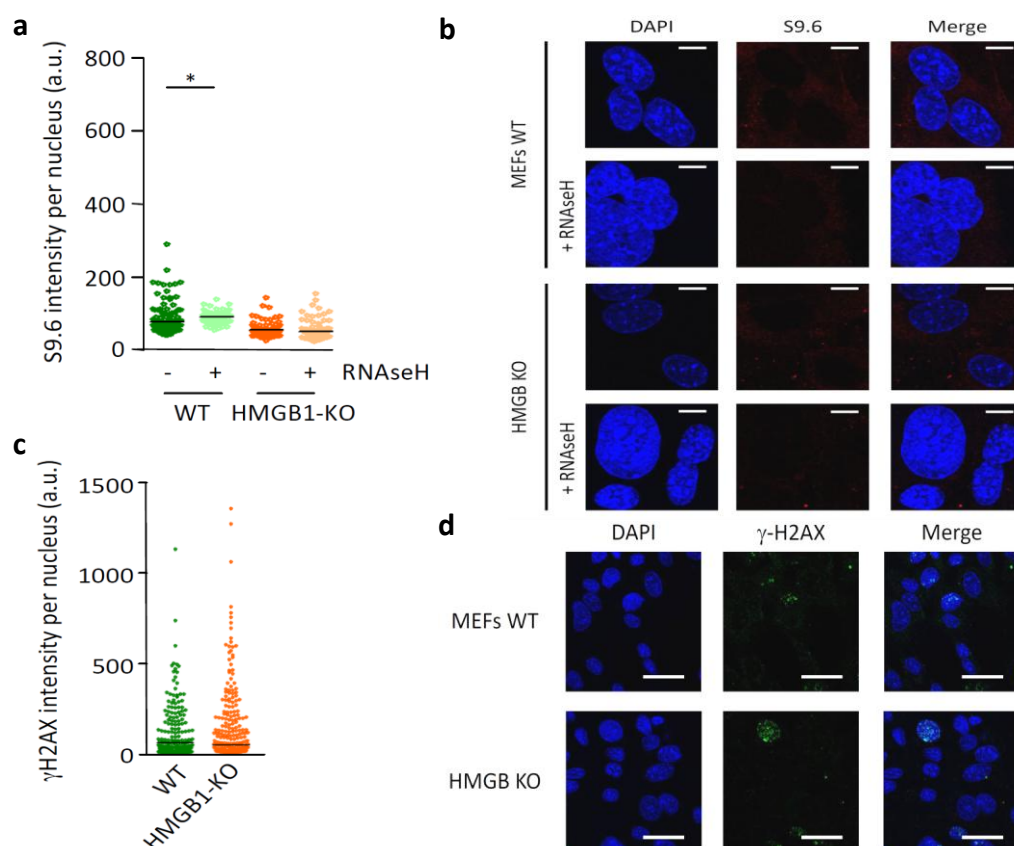 a
S9.6 intensity per nucleus (a.u.)
800
600
400
200
0
*
- + - + RNAseH
WT HMGB1-KO
b
DAPI S9.6 Merge
MEFs WT
+ RNAseH
HMGB KO
+ RNAseH
c
γH2AX intensity per nucleus (a.u.)
1500
1000
500
0
WT
HMGB1-KO
d
DAPI γ-H2AX Merge
MEFs WT
HMGB KO